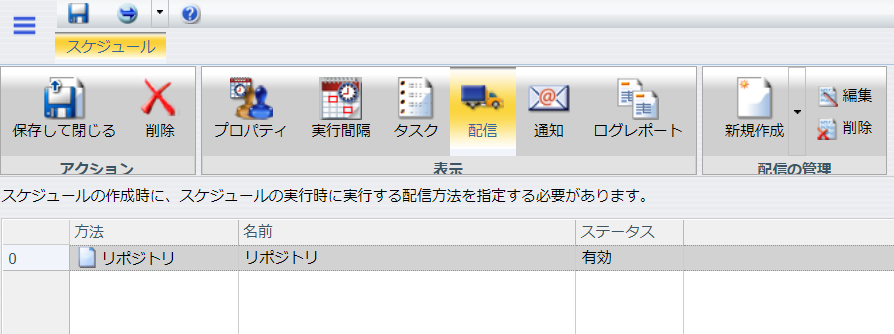 スケジュール
保存して閉じる 削除 プロパティ 実行間隔 タスク 配信 通知 ログレポート 新規作成 編集
削除
アクション 表示 配信の管理
スケジュールの作成時に、スケジュールの実行時に実行する配信方法を指定する必要があります。
方法 名前 ステータス
0 リポジトリ リポジトリ 有効